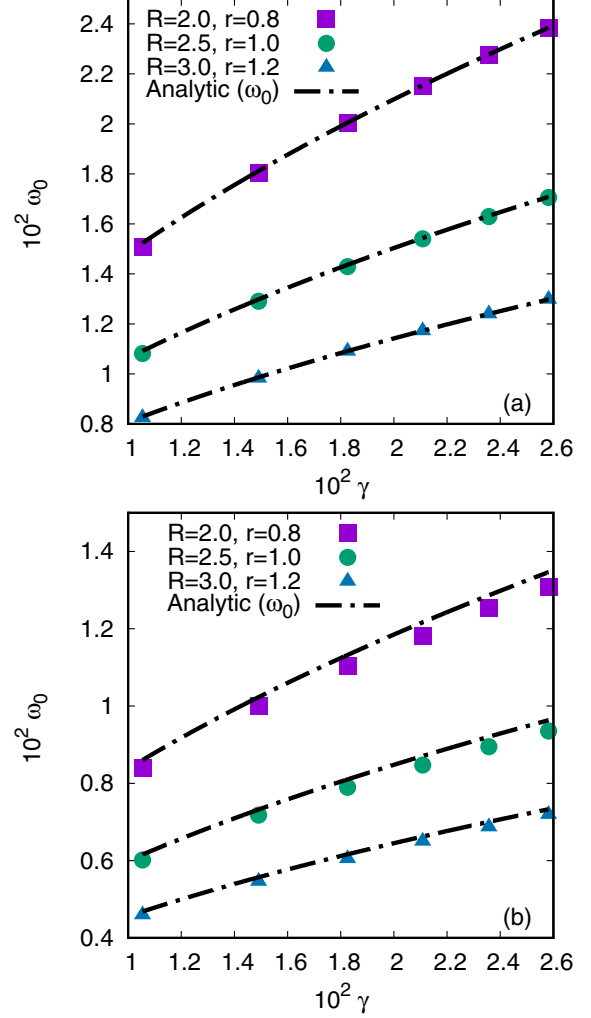 2.4
2.2
2
1.8
1.6
1.4
1.2
1
0.8
10² ω₀
R=2.0, r=0.8
R=2.5, r=1.0
R=3.0, r=1.2
Analytic (ω₀)
(a)
1 1.2 1.4 1.6 1.8 2 2.2 2.4 2.6
10² γ
1.4
1.2
1
0.8
0.6
0.4
10² ω₀
R=2.0, r=0.8
R=2.5, r=1.0
R=3.0, r=1.2
Analytic (ω₀)
(b)
1 1.2 1.4 1.6 1.8 2 2.2 2.4 2.6
10² γ